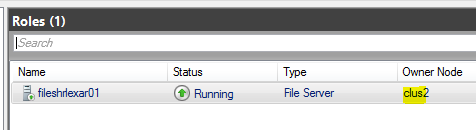 Roles (1)
Search
Name Status Type Owner Node
fileshrlexar01 Running File Server clus2